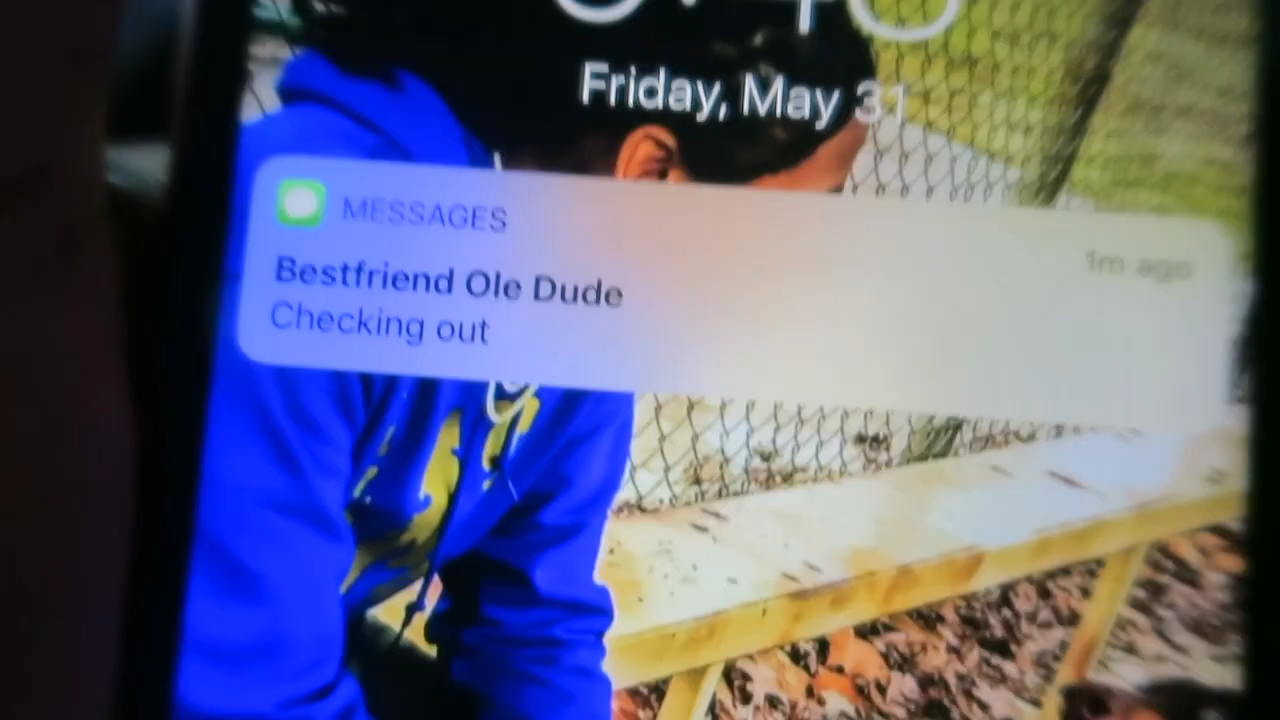 Friday, May 31
MESSAGES
1m ago
Bestfriend Ole Dude
Checking out